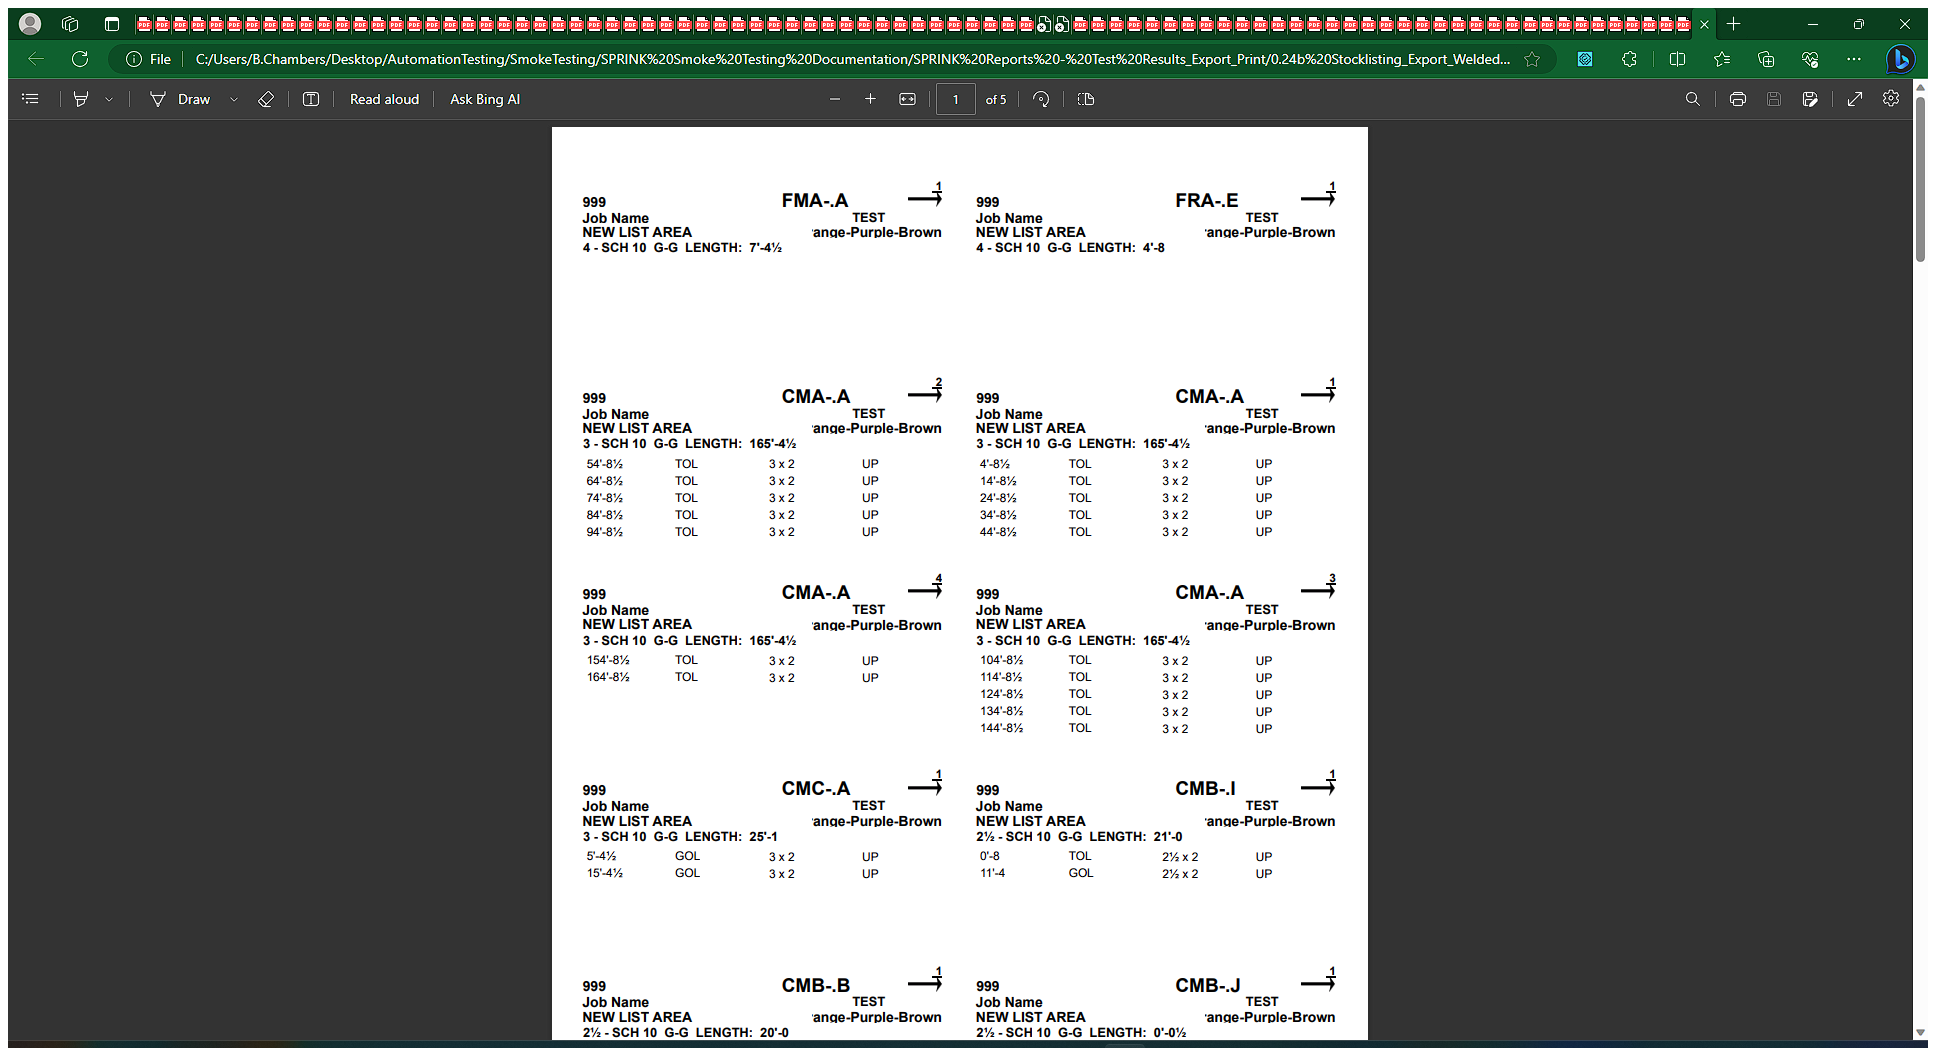 File
C:/Users/B.Chambers/Desktop/AutomationTesting/SmokeTesting/SPRINK%20Smoke%20Testing%20Documentation/SPRINK%20Reports%20-%20Test%20Results_Export_Print/0.24b%20Stocklisting_Export_Welded...
Draw
Read aloud
Ask Bing AI
1 of 5
999 FMA-.A 1
Job Name TEST
NEW LIST AREA ange-Purple-Brown
4 - SCH 10 G-G LENGTH: 7'-4½
999 FRA-.E 1
Job Name TEST
NEW LIST AREA ange-Purple-Brown
4 - SCH 10 G-G LENGTH: 4'-8
999 CMA-.A 2
Job Name TEST
NEW LIST AREA ange-Purple-Brown
3 - SCH 10 G-G LENGTH: 165'-4½
54'-8½ TOL 3 x 2 UP
64'-8½ TOL 3 x 2 UP
74'-8½ TOL 3 x 2 UP
84'-8½ TOL 3 x 2 UP
94'-8½ TOL 3 x 2 UP
999 CMA-.A 1
Job Name TEST
NEW LIST AREA ange-Purple-Brown
3 - SCH 10 G-G LENGTH: 165'-4½
4'-8½ TOL 3 x 2 UP
14'-8½ TOL 3 x 2 UP
24'-8½ TOL 3 x 2 UP
34'-8½ TOL 3 x 2 UP
44'-8½ TOL 3 x 2 UP
999 CMA-.A 4
Job Name TEST
NEW LIST AREA ange-Purple-Brown
3 - SCH 10 G-G LENGTH: 165'-4½
154'-8½ TOL 3 x 2 UP
164'-8½ TOL 3 x 2 UP
999 CMA-.A 3
Job Name TEST
NEW LIST AREA ange-Purple-Brown
3 - SCH 10 G-G LENGTH: 165'-4½
104'-8½ TOL 3 x 2 UP
114'-8½ TOL 3 x 2 UP
124'-8½ TOL 3 x 2 UP
134'-8½ TOL 3 x 2 UP
144'-8½ TOL 3 x 2 UP
999 CMC-.A 1
Job Name TEST
NEW LIST AREA ange-Purple-Brown
3 - SCH 10 G-G LENGTH: 25'-1
5'-4½ GOL 3 x 2 UP
15'-4½ GOL 3 x 2 UP
999 CMB-.I 1
Job Name TEST
NEW LIST AREA ange-Purple-Brown
2½ - SCH 10 G-G LENGTH: 21'-0
0'-8 TOL 2½ x 2 UP
11'-4 GOL 2½ x 2 UP
999 CMB-.B 1
Job Name TEST
NEW LIST AREA ange-Purple-Brown
2½ - SCH 10 G-G LENGTH: 20'-0
999 CMB-.J 1
Job Name TEST
NEW LIST AREA ange-Purple-Brown
2½ - SCH 10 G-G LENGTH: 0'-0½